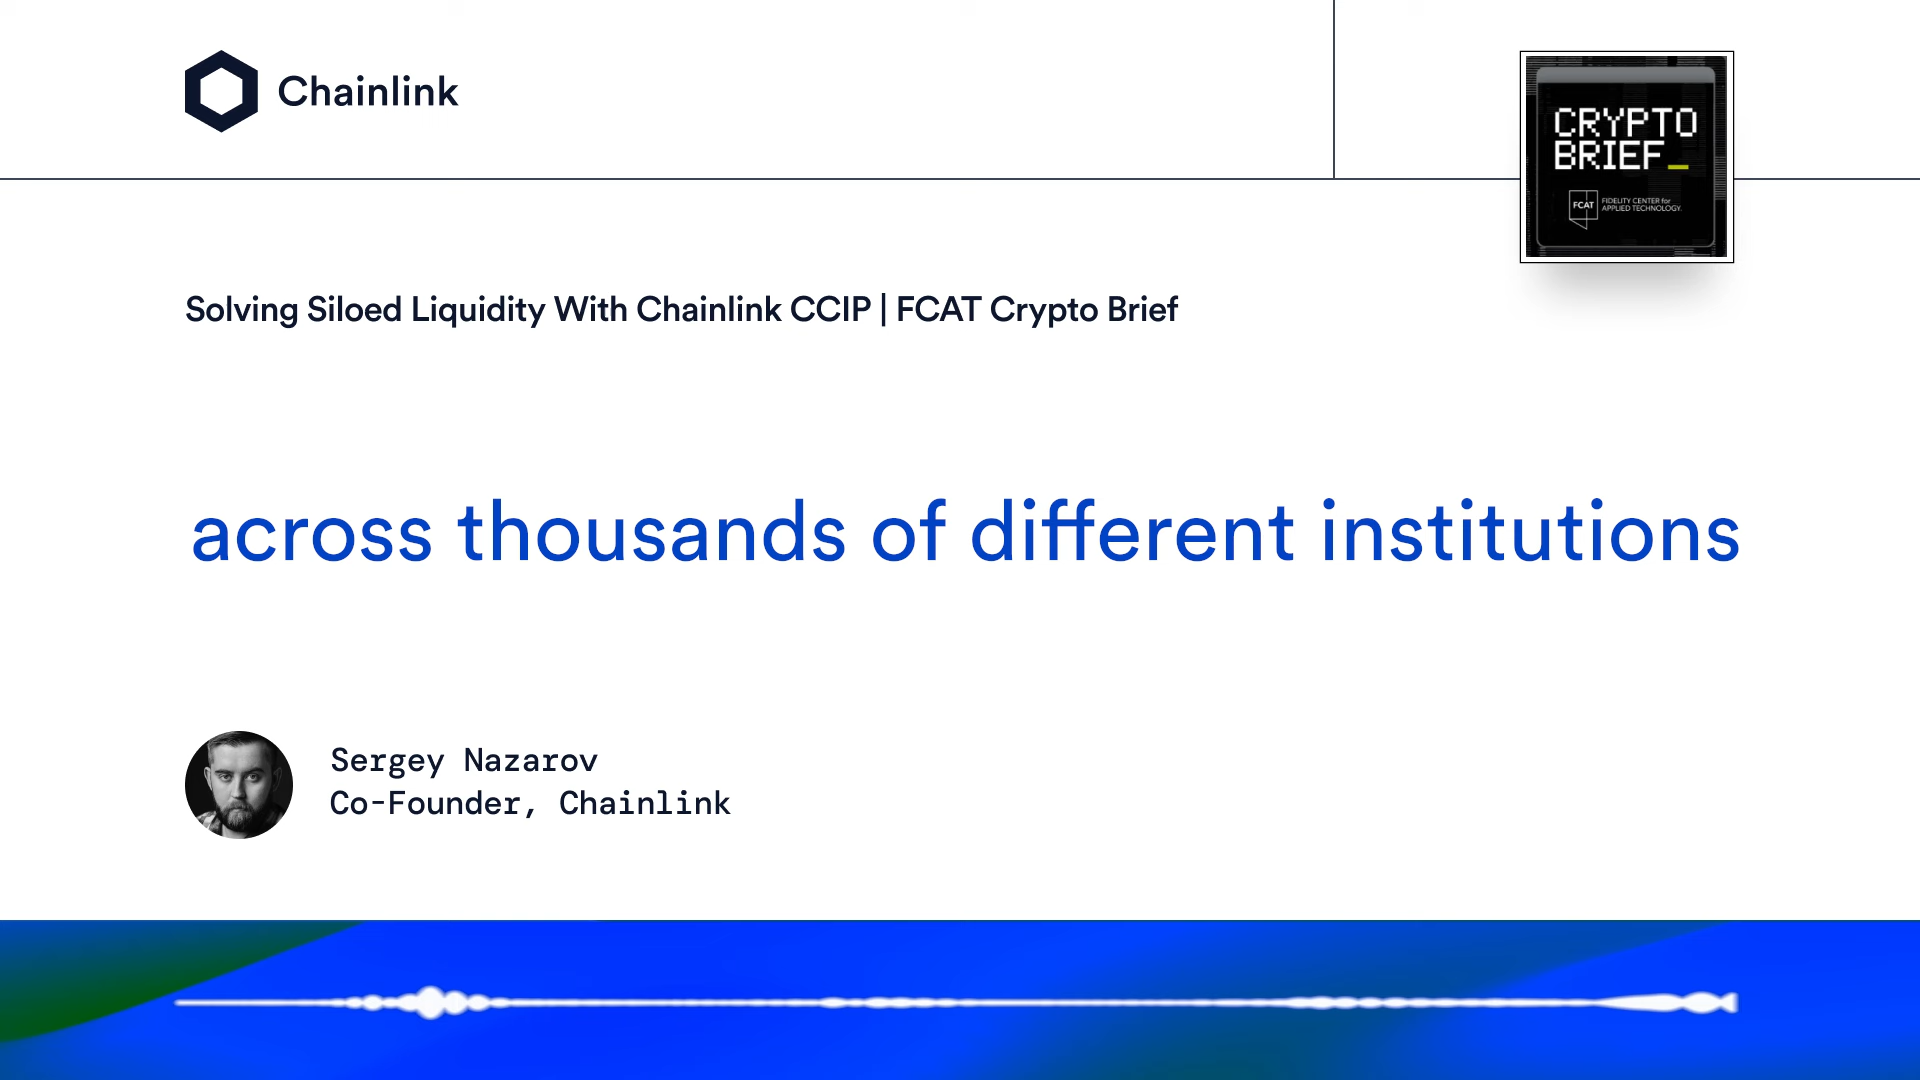 Chainlink
CRYPTO
BRIEF_
FCAT
FIDELITY CENTER for
APPLIED TECHNOLOGY
Solving Siloed Liquidity With Chainlink CCIP | FCAT Crypto Brief
across thousands of different institutions
Sergey Nazarov
Co-Founder, Chainlink